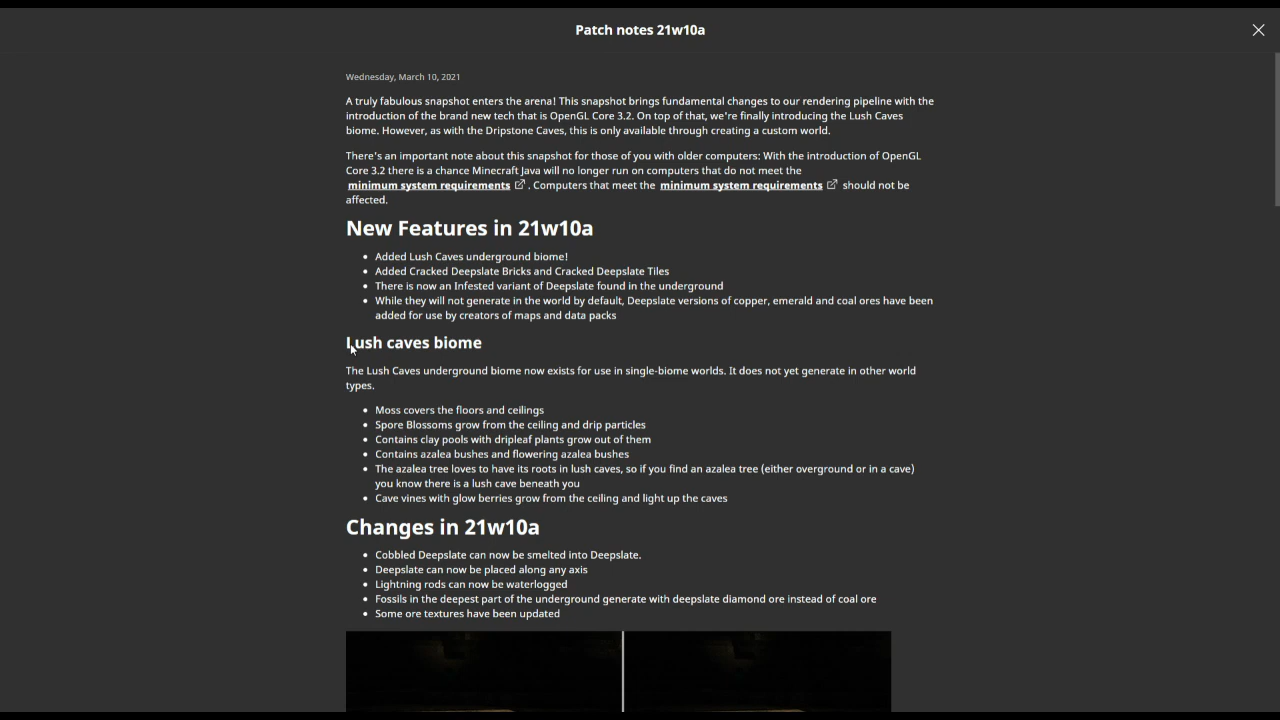 Patch notes 21w10a
Wednesday, March 10, 2021
A truly fabulous snapshot enters the arena! This snapshot brings fundamental changes to our rendering pipeline with the
introduction of the brand new tech that is OpenGL Core 3.2. On top of that, we're finally introducing the Lush Caves
biome. However, as with the Dripstone Caves, this is only available through creating a custom world.
There's an important note about this snapshot for those of you with older computers: With the introduction of OpenGL
Core 3.2 there is a chance Minecraft Java will no longer run on computers that do not meet the
minimum system requirements . Computers that meet the minimum system requirements should not be
affected.
New Features in 21w10a
• Added Lush Caves underground biome!
• Added Cracked Deepslate Bricks and Cracked Deepslate Tiles
• There is now an Infested variant of Deepslate found in the underground
• While they will not generate in the world by default, Deepslate versions of copper, emerald and coal ores have been
added for use by creators of maps and data packs
Lush caves biome
The Lush Caves underground biome now exists for use in single-biome worlds. It does not yet generate in other world
types.
• Moss covers the floors and ceilings
• Spore Blossoms grow from the ceiling and drip particles
• Contains clay pools with dripleaf plants grow out of them
• Contains azalea bushes and flowering azalea bushes
• The azalea tree loves to have its roots in lush caves, so if you find an azalea tree (either overground or in a cave)
you know there is a lush cave beneath you
• Cave vines with glow berries grow from the ceiling and light up the caves
Changes in 21w10a
• Cobbled Deepslate can now be smelted into Deepslate.
• Deepslate can now be placed along any axis
• Lightning rods can now be waterlogged
• Fossils in the deepest part of the underground generate with deepslate diamond ore instead of coal ore
• Some ore textures have been updated